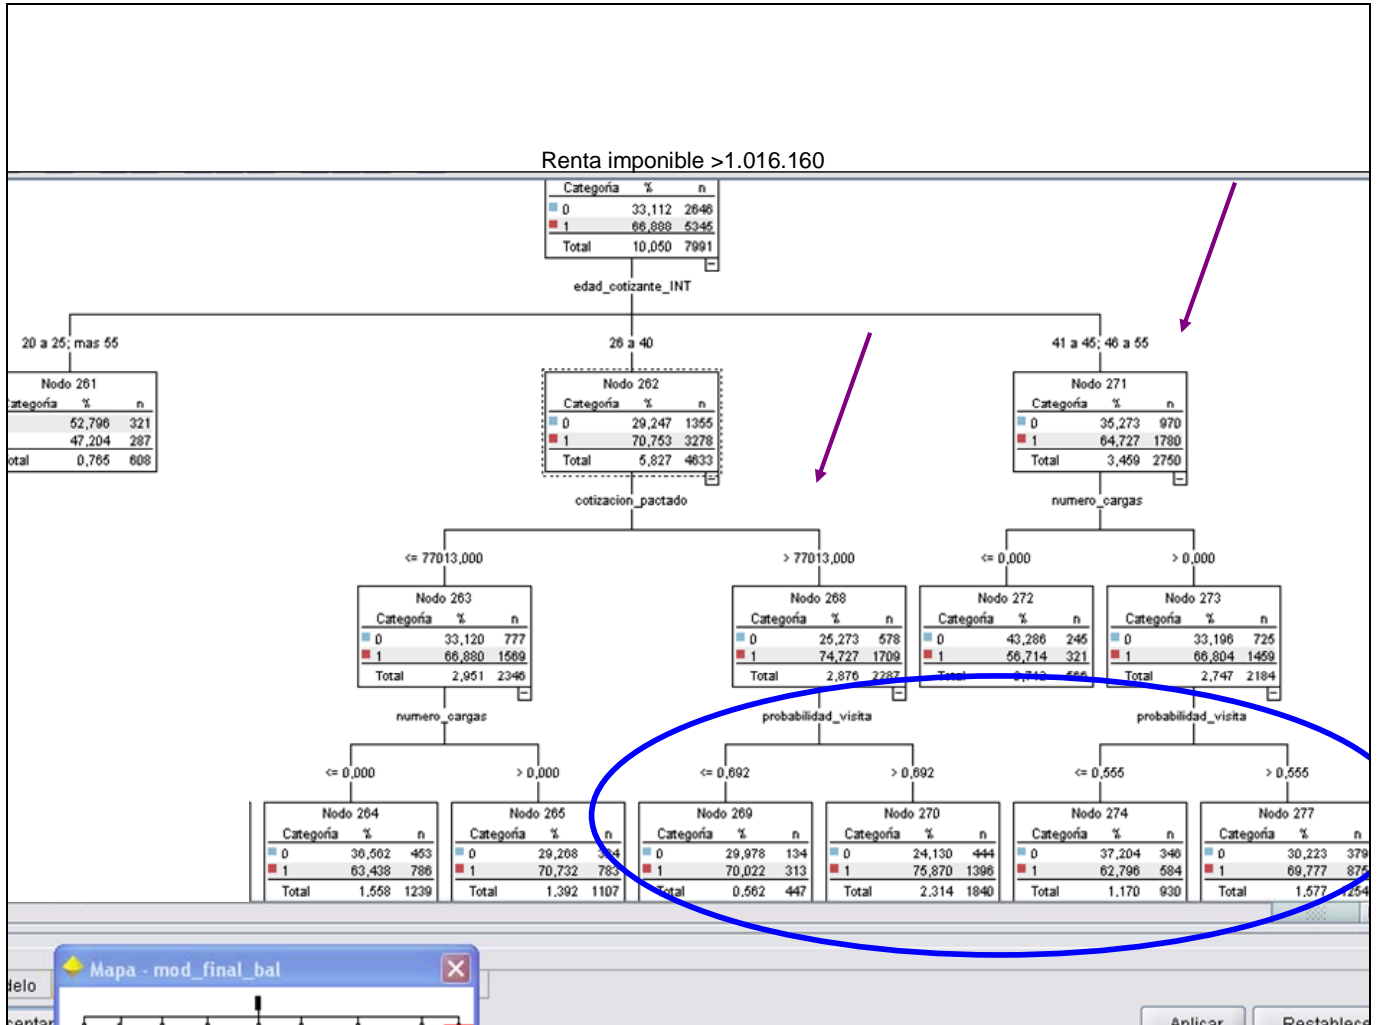 Renta imponible >1.016.160
Categoría % n
0 33,112 2646
1 66,888 5345
Total 10,050 7991
edad_cotizante_INT
20 a 25; mas 55
26 a 40
41 a 45; 46 a 55
Nodo 261
ategoría % n
52,796 321
47,204 287
otal 0,765 608
Nodo 262
Categoría % n
0 29,247 1355
1 70,753 3278
Total 5,827 4633
Nodo 271
Categoría % n
0 35,273 970
1 64,727 1780
Total 3,459 2750
cotizacion_pactado
numero_cargas
<= 77013,000
> 77013,000
<= 0,000
> 0,000
Nodo 263
Categoría % n
0 33,120 777
1 66,880 1569
Total 2,951 2346
Nodo 268
Categoría % n
0 25,273 578
1 74,727 1709
Total 2,876 2287
Nodo 272
Categoría % n
0 43,286 245
1 56,714 321
Total
Nodo 273
Categoría % n
0 33,196 725
1 66,804 1459
Total 2,747 2184
numero_cargas
probabilidad_visita
probabilidad_visita
<= 0,000
> 0,000
<= 0,692
> 0,692
<= 0,555
> 0,555
Nodo 264
Categoría % n
0 36,562 453
1 63,438 786
Total 1,558 1239
Nodo 265
Categoría % n
0 29,268
1 70,732 783
Total 1,392 1107
Nodo 269
Categoría % n
0 29,978 134
1 70,022 313
Total 0,562 447
Nodo 270
Categoría % n
0 24,130 444
1 75,870 1396
Total 2,314 1840
Nodo 274
Categoría % n
0 37,204 346
1 62,796 584
Total 1,170 930
Nodo 277
Categoría % n
0 30,223 379
1 69,777 875
Total 1,577 1254
Mapa - mod_final_bal
delo
sentar
Aplicar
Restablece